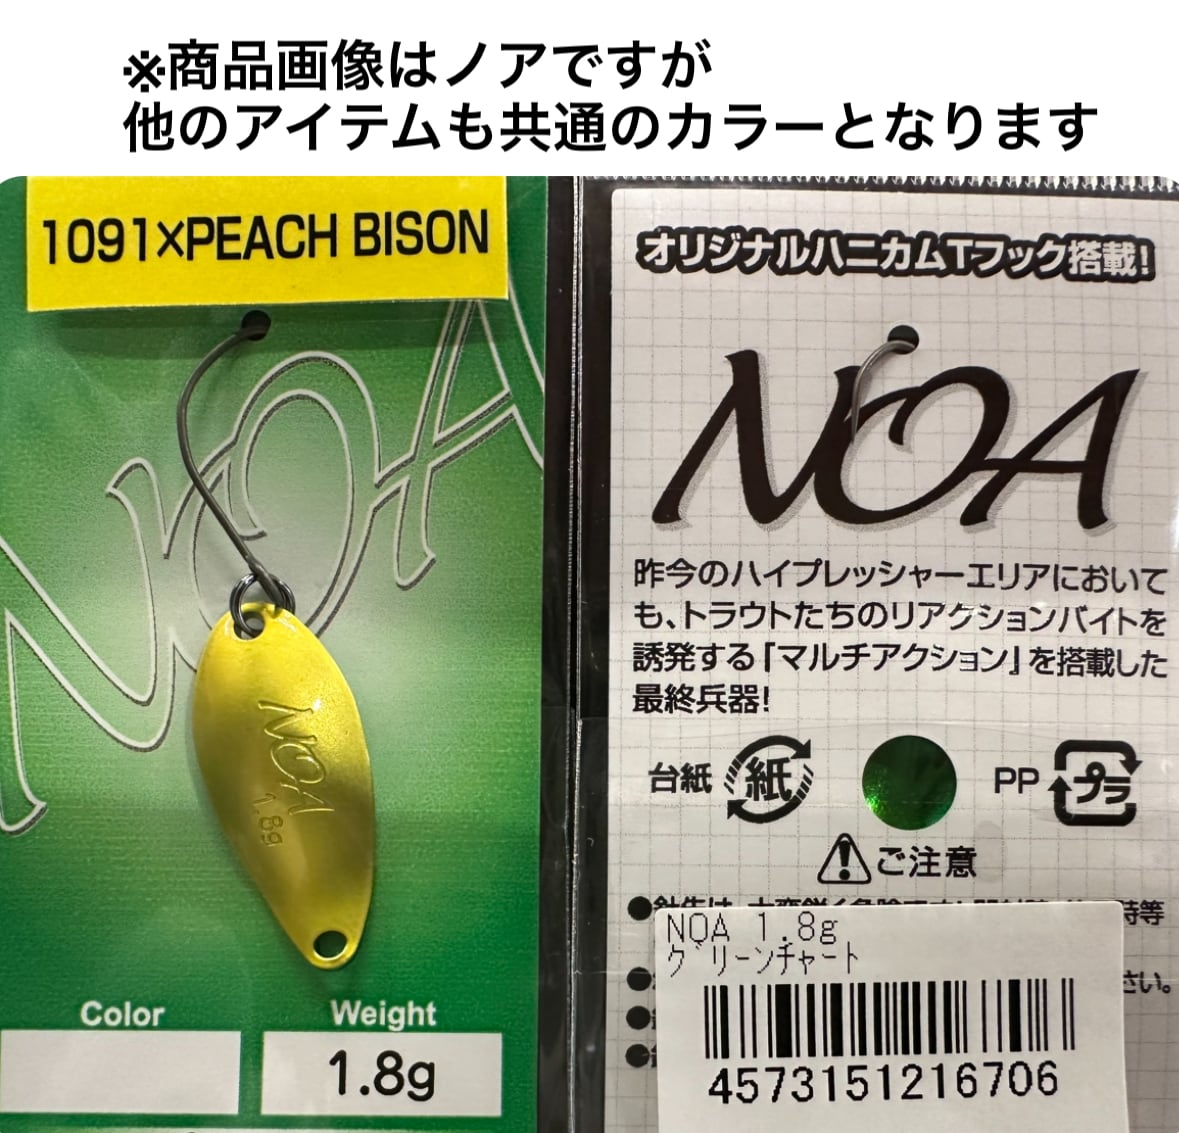 ※商品画像はノアですが
他のアイテムも共通のカラーとなります
1091×PEACH BISON
NOA
NOA
1.8g
Color
Weight
1.8g
オリジナルハニカムTフック搭載!
NOA
昨今のハイプレッシャーエリアにおいて
も、トラウトたちのリアクションバイトを
誘発する「マルチアクション」を搭載した
最終兵器!
台紙 紙 PP プラ
ご注意
時等
さい。
NOA 1.8g
グリーンチャート
4573151216706